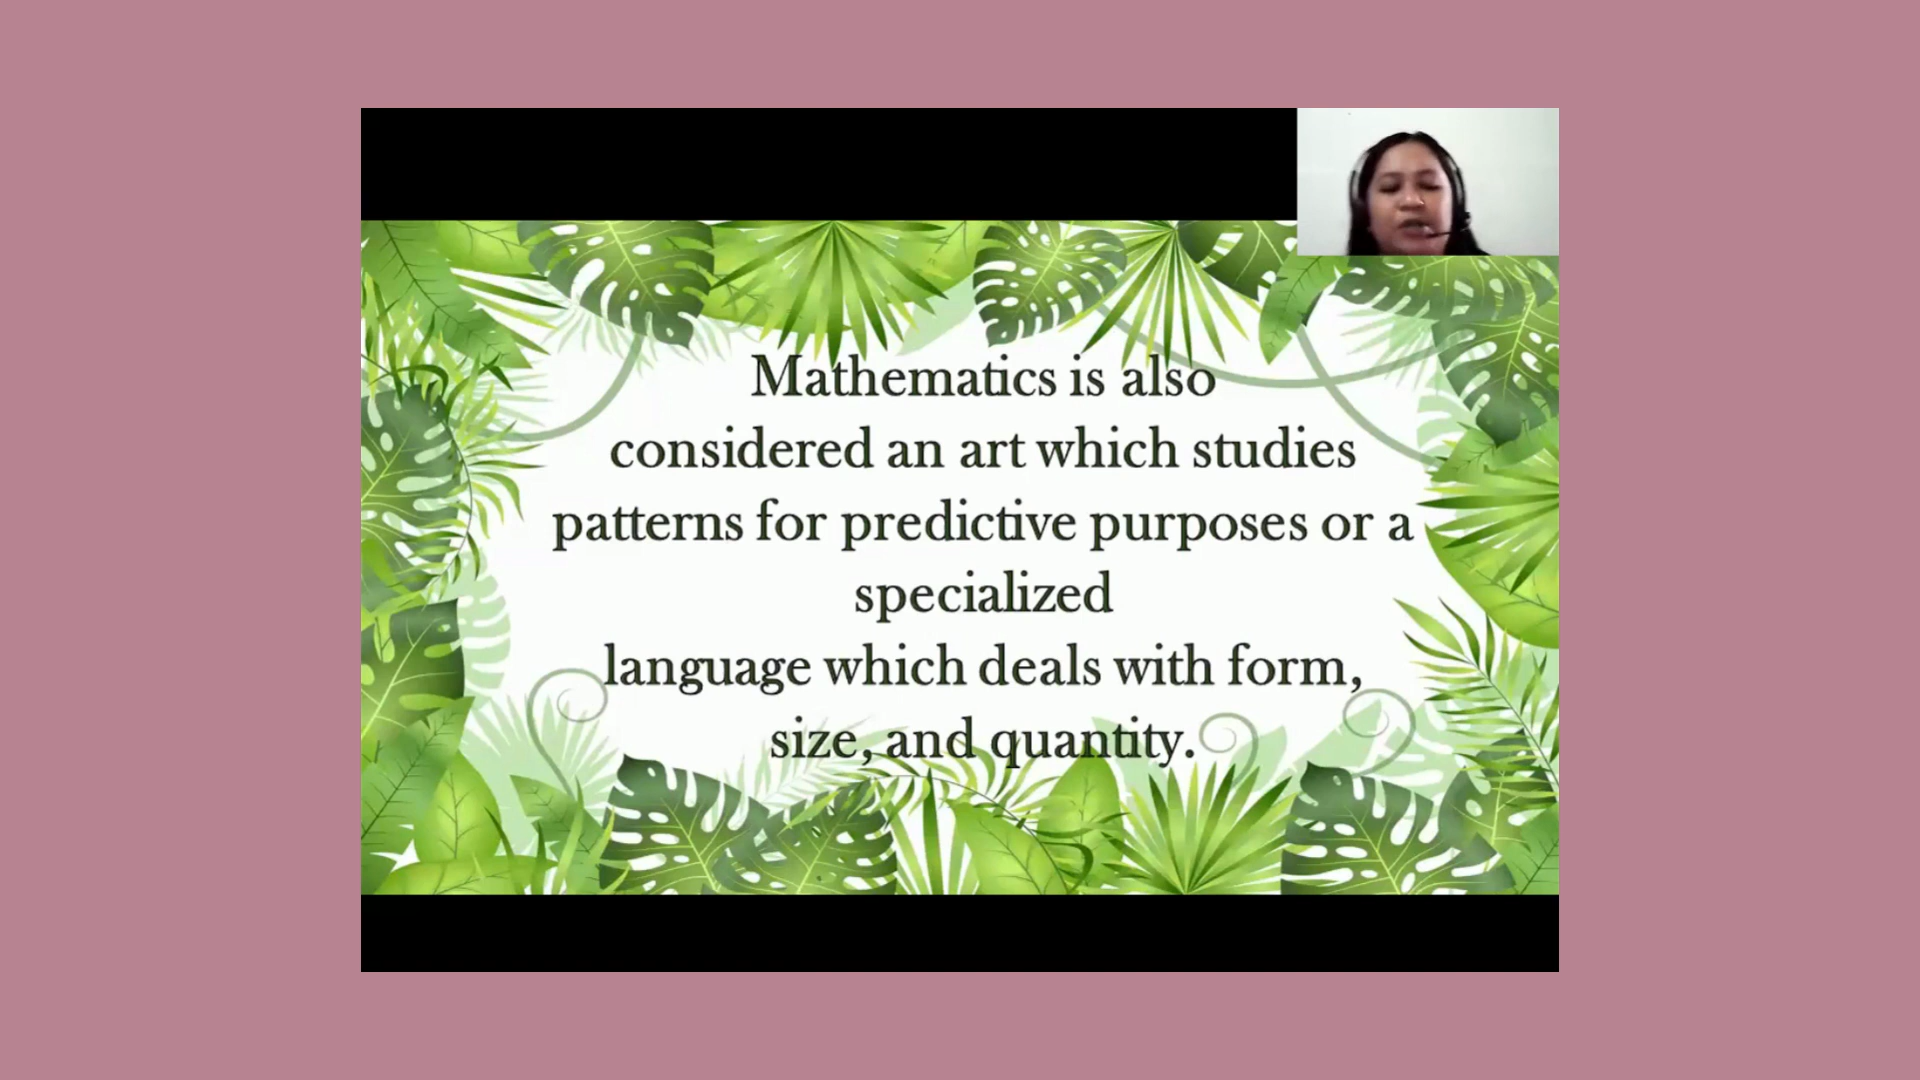 Mathematics is also
considered an art which studies
patterns for predictive purposes or a
specialized
language which deals with form,
size, and quantity.